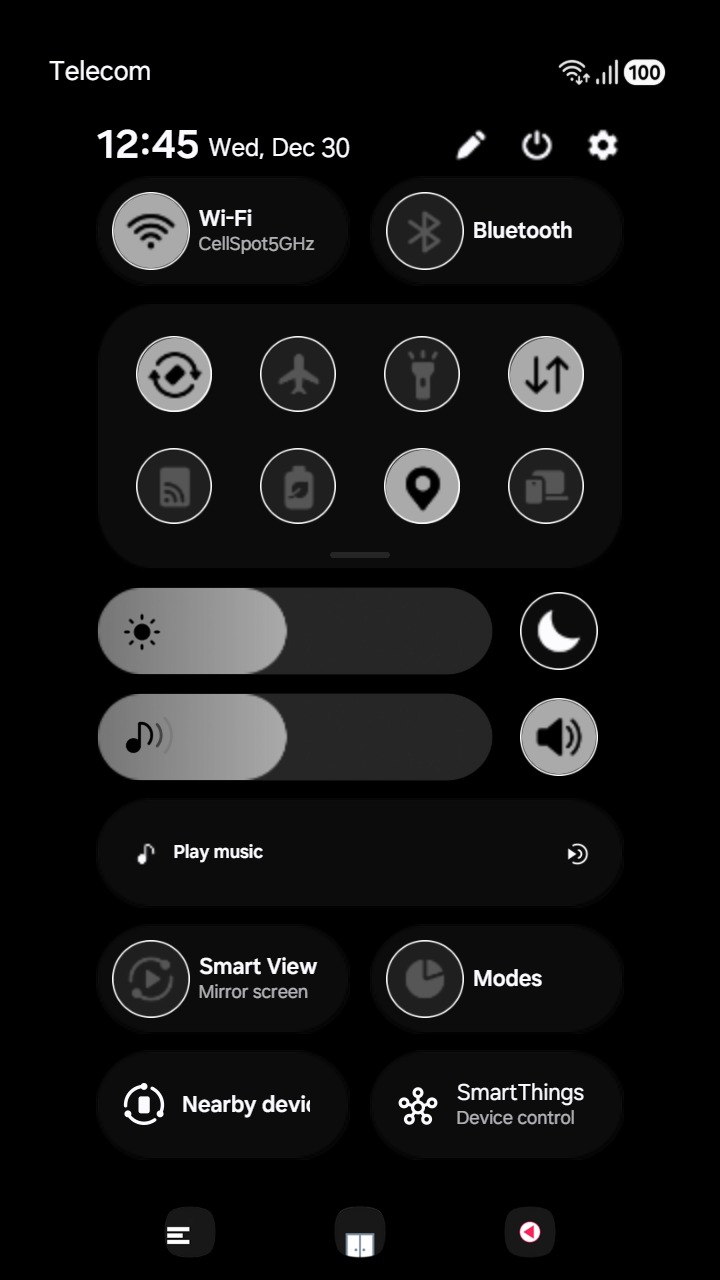 Telecom
100
12:45 Wed, Dec 30
Wi-Fi
CellSpot5GHz
Bluetooth
Play music
Smart View
Mirror screen
Modes
Nearby devic
SmartThings
Device control